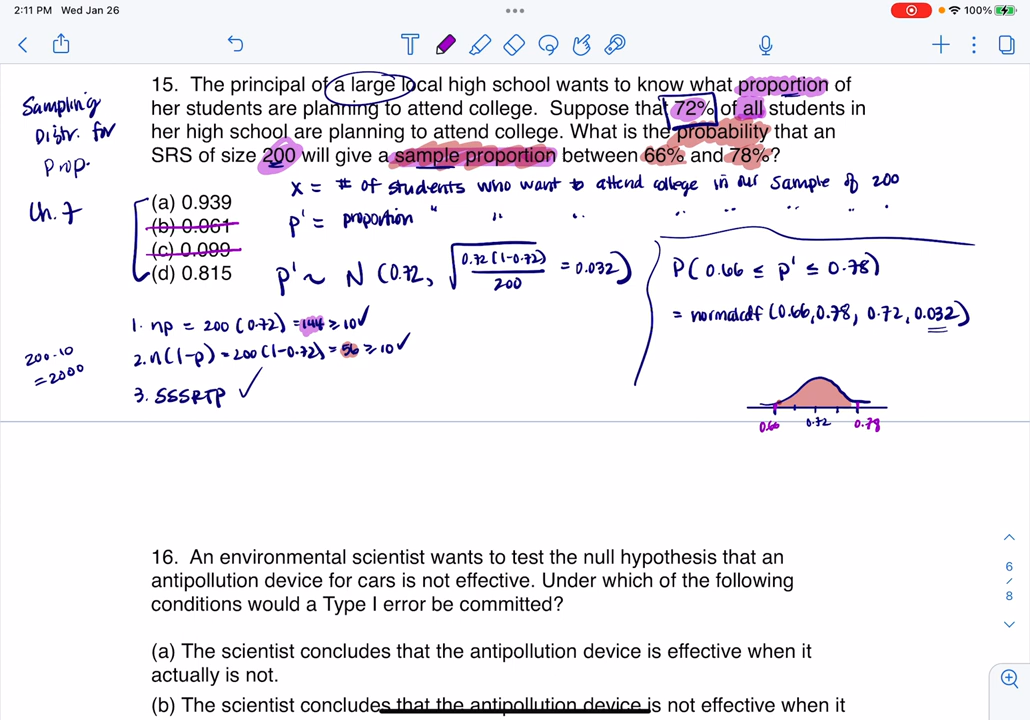 2:11 PM Wed Jan 26
100%
15. The principal of a large local high school wants to know what proportion of
her students are planning to attend college. Suppose that 72% of all students in
her high school are planning to attend college. What is the probability that an
SRS of size 200 will give a sample proportion between 66% and 78%?
Sampling
Distr. for
Prop.
Ch. 7
X = # of students who want to attend college in our sample of 200
P' = proportion " " " " " " "
(a) 0.939
(b) 0.061
(c) 0.099
(d) 0.815
P' ~ N (0.72, √0.72(1-0.72)/200 = 0.032)
P(0.66 ≤ P' ≤ 0.78)
= normalcdf (0.66, 0.78, 0.72, 0.032)
1. np = 200 (0.72) = 144 ≥ 10 ✓
2. n(1-p) = 200 (1-0.72) = 56 ≥ 10 ✓
3. SSSRTP ✓
200·10
= 2000
0.66 0.72 0.78
16. An environmental scientist wants to test the null hypothesis that an
antipollution device for cars is not effective. Under which of the following
conditions would a Type I error be committed?
(a) The scientist concludes that the antipollution device is effective when it
actually is not.
(b) The scientist concludes that the antipollution device is not effective when it
6
/
8